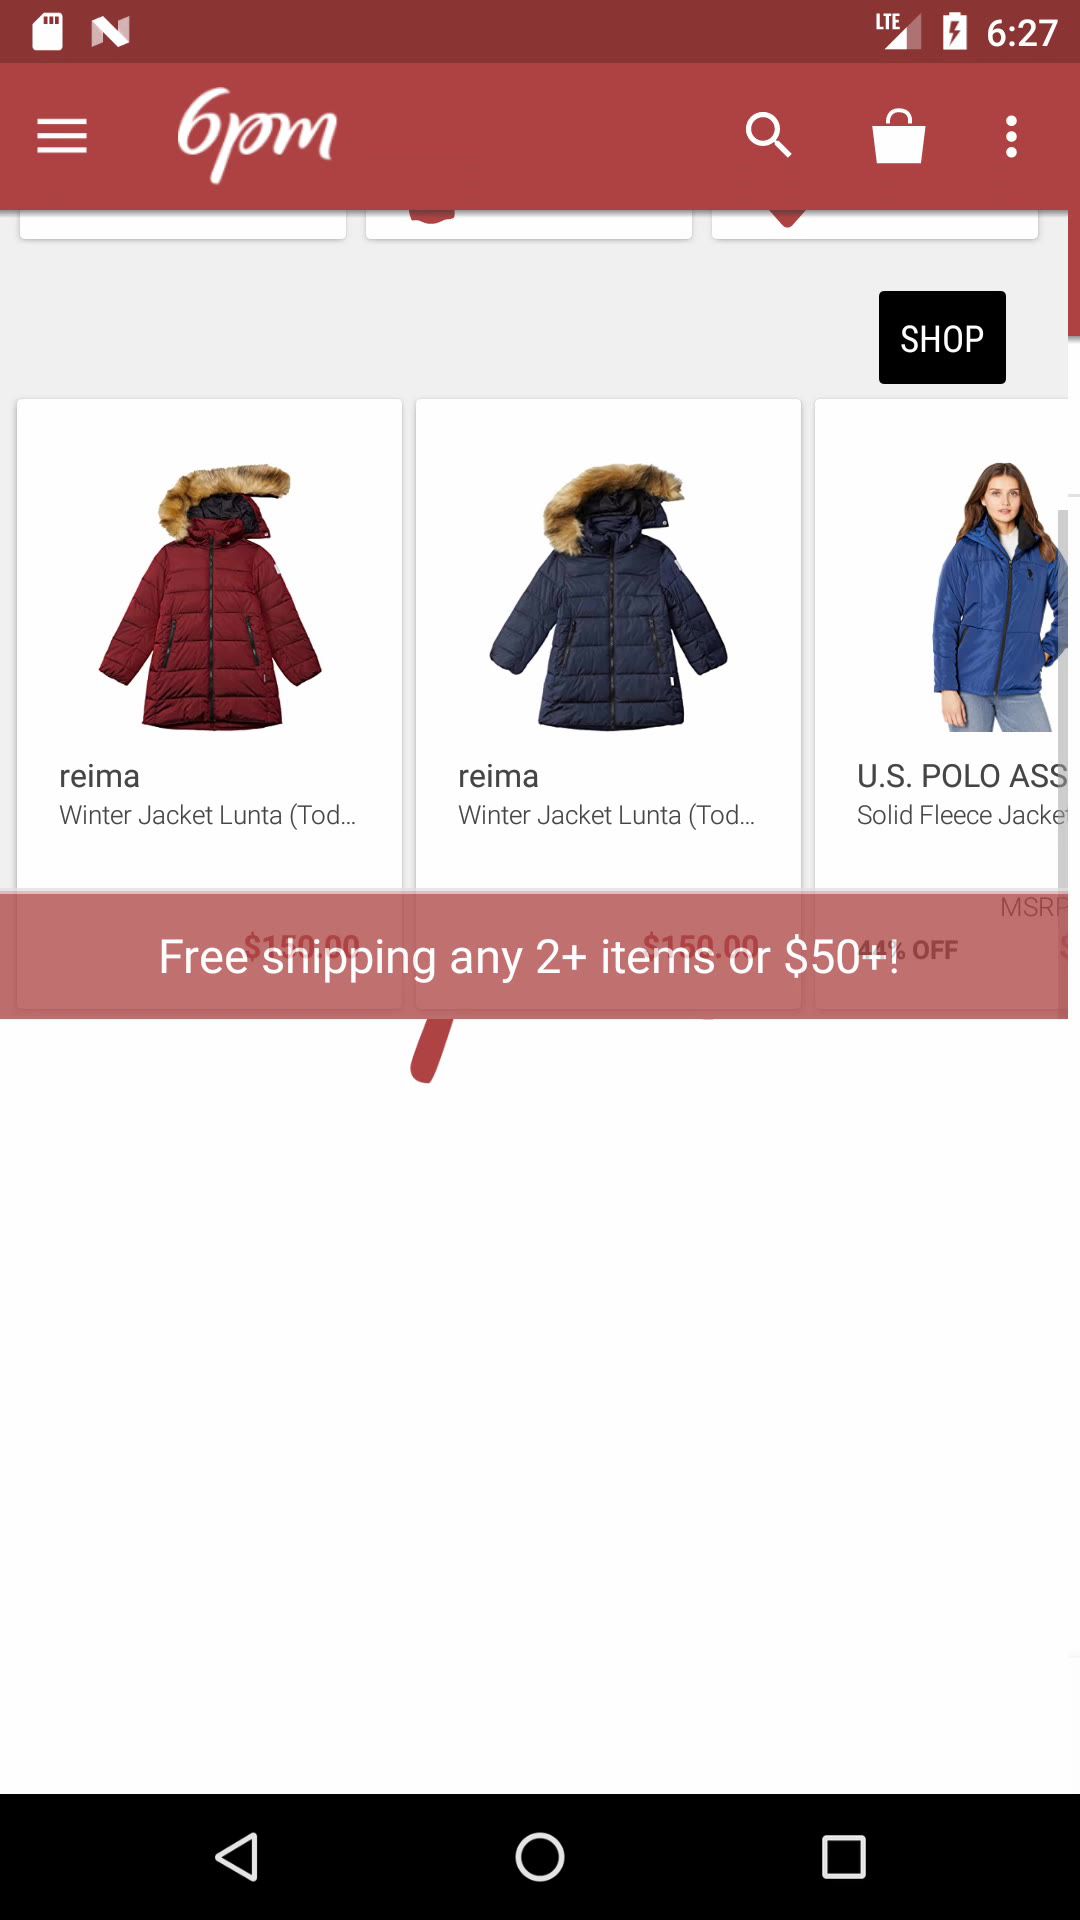 LTE 6:27
6pm
SHOP
reima
Winter Jacket Lunta (Tod...
$150.00
reima
Winter Jacket Lunta (Tod...
$150.00
U.S. POLO ASS
Solid Fleece Jacket
MSRP
44% OFF
Free shipping any 2+ items or $50+!